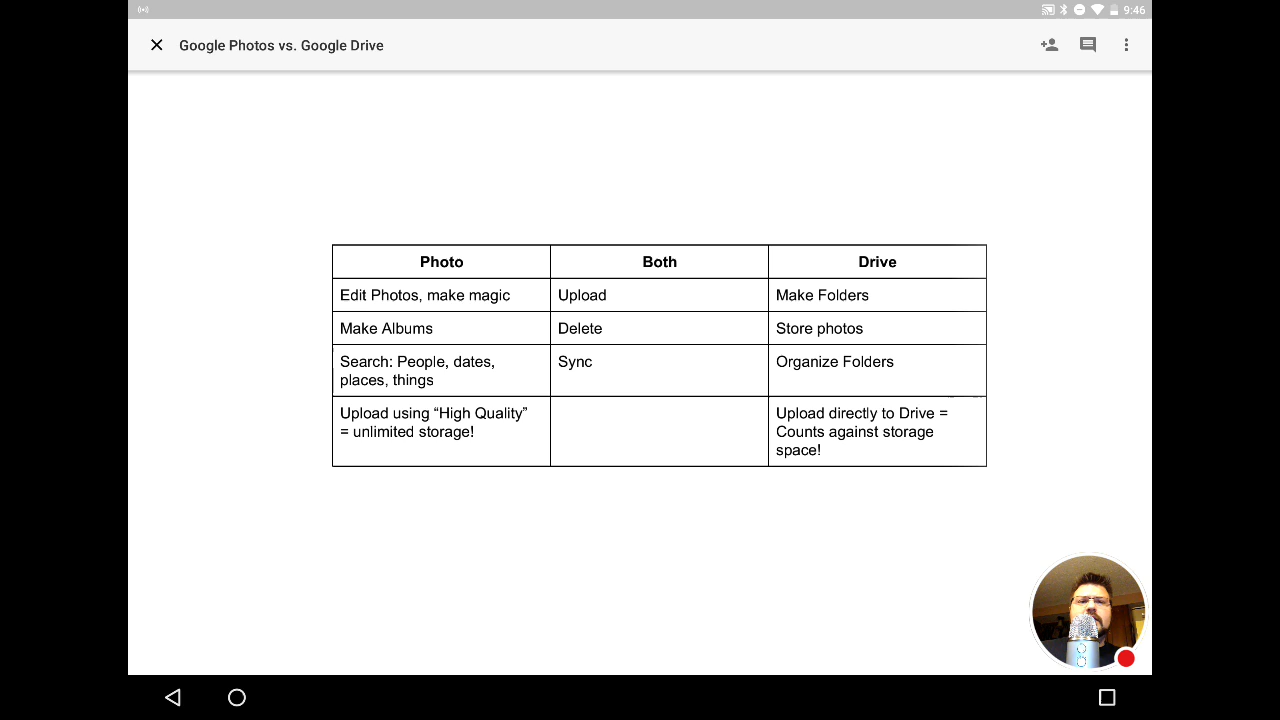 9:46
Google Photos vs. Google Drive
Photo Both Drive
Edit Photos, make magic Upload Make Folders
Make Albums Delete Store photos
Search: People, dates, Sync Organize Folders
places, things
Upload using “High Quality” Upload directly to Drive =
= unlimited storage! Counts against storage
space!